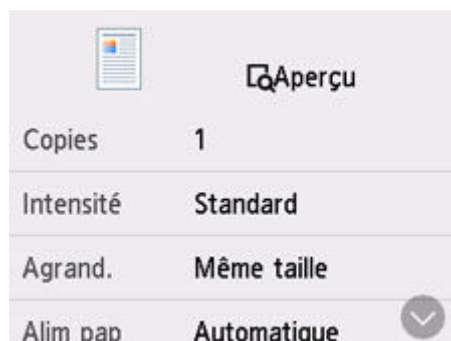 Aperçu
Copies 1
Intensité Standard
Agrand. Même taille
Alim pap Automatique